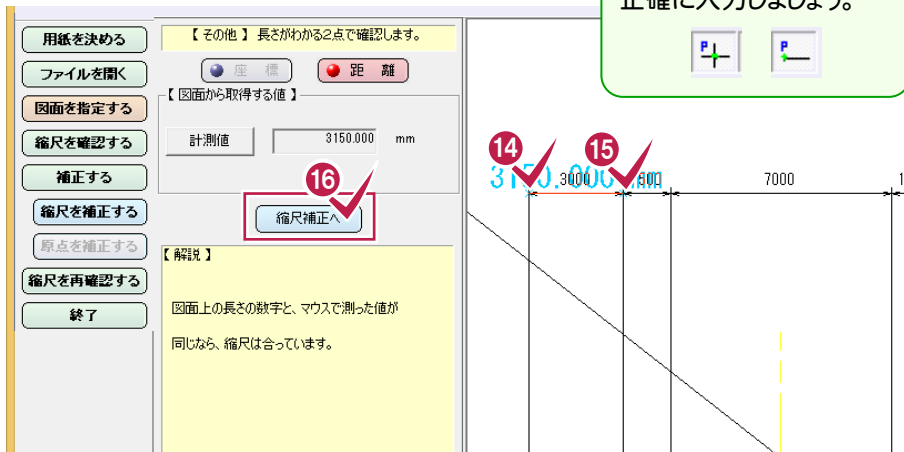 正確に入力しましょう。
P
P
用紙を決める
ファイルを開く
図面を指定する
縮尺を確認する
補正する
縮尺を補正する
原点を補正する
縮尺を再確認する
終了
【 その他 】 長さがわかる2点で確認します。
座 標
距 離
【 図面から取得する値 】
計測値
3150.000
mm
16
縮尺補正へ
【 解説 】
図面上の長さの数字と、マウスで測った値が
同じなら、縮尺は合っています。
14
15
3150.000mm
3000
7000
1